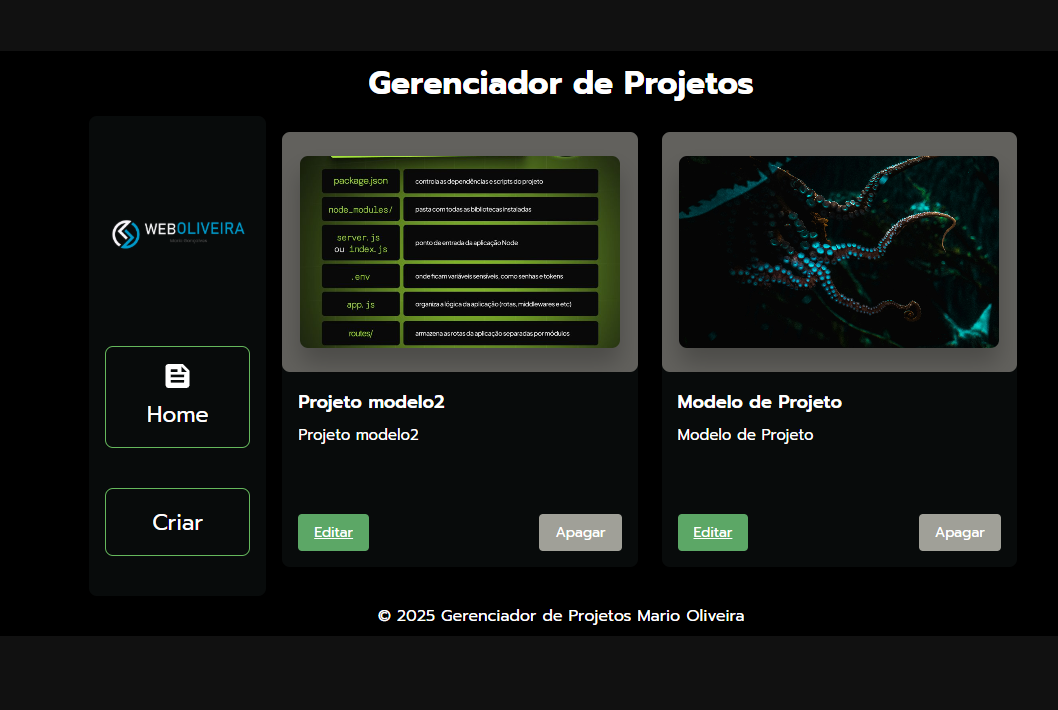 Gerenciador de Projetos
WEBOLIVEIRA
Home
Criar
package.json
controla as dependências e scripts do projeto
node_modules/
pasta com todas as bibliotecas instaladas
server.js
ou index.js
ponto de entrada da aplicação Node
.env
onde ficam variáveis sensíveis, como senhas e tokens
app.js
organiza a lógica da aplicação (rotas, middlewares e etc)
routes/
armazena as rotas da aplicação separadas por módulos
Projeto modelo2
Projeto modelo2
Editar
Apagar
Modelo de Projeto
Modelo de Projeto
Editar
Apagar
© 2025 Gerenciador de Projetos Mario Oliveira